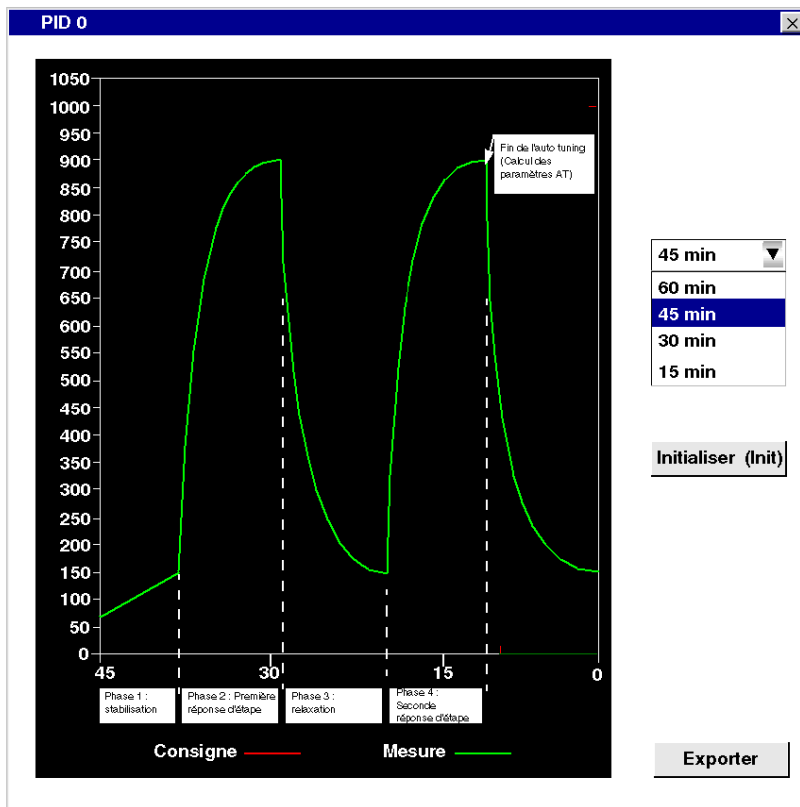 PID 0
1050
1000
950
900
850
800
750
700
650
600
550
500
450
400
350
300
250
200
150
100
50
0
Fin de l'auto tuning
(Calcul des
paramètres AT)
45
30
15
0
Phase 1 :
stabilisation
Phase 2 : Première
réponse d'étape
Phase 3 :
relaxation
Phase 4 :
Seconde
réponse d'étape
Consigne
Mesure
45 min
60 min
45 min
30 min
15 min
Initialiser (Init)
Exporter